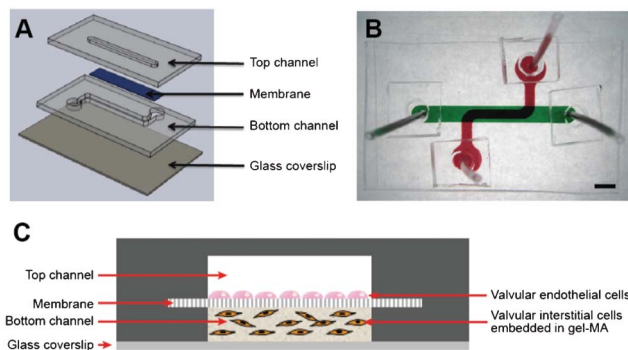 A
Top channel
Membrane
Bottom channel
Glass coverslip
B
C
Top channel
Membrane
Bottom channel
Glass coverslip
Valvular endothelial cells
Valvular interstitial cells
embedded in gel-MA